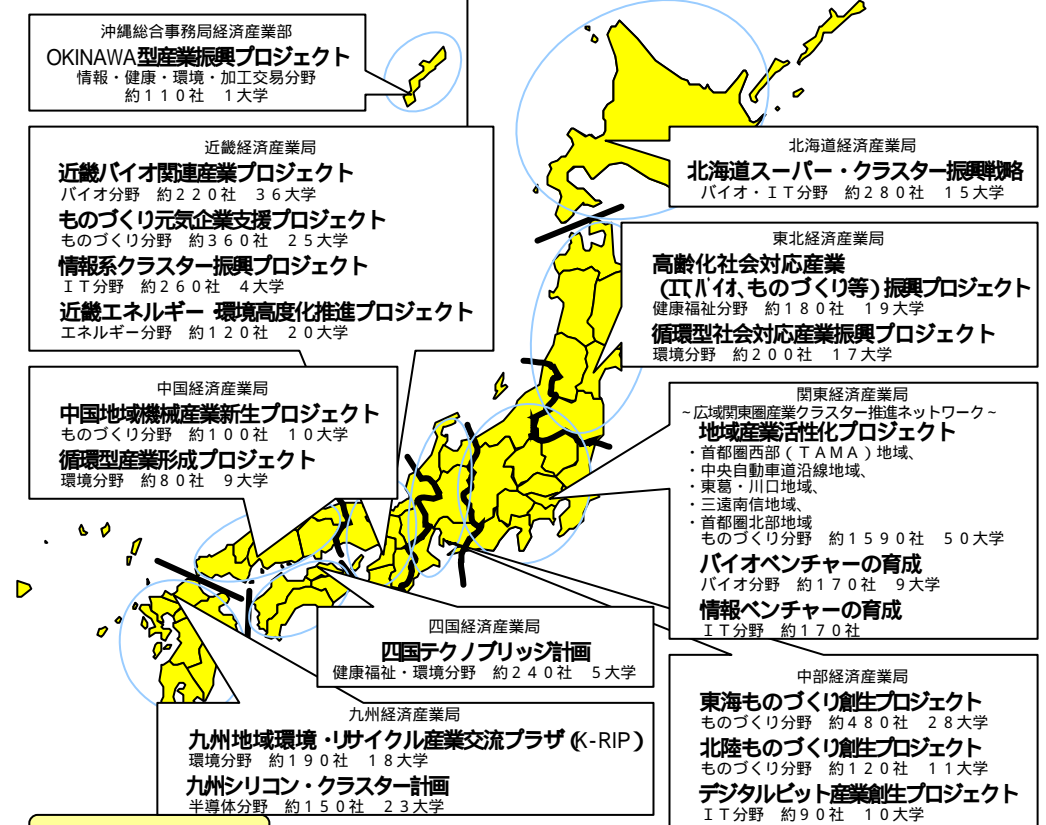 沖縄総合事務局経済産業部
OKINAWA型産業振興プロジェクト
情報・健康・環境・加工交易分野
約110社 1大学
近畿経済産業局
近畿バイオ関連産業プロジェクト
バイオ分野 約220社 36大学
ものづくり元気企業支援プロジェクト
ものづくり分野 約360社 25大学
情報系クラスター振興プロジェクト
IT分野 約260社 4大学
近畿エネルギー・環境高度化推進プロジェクト
エネルギー分野 約120社 20大学
中国経済産業局
中国地域機械産業新生プロジェクト
ものづくり分野 約100社 10大学
循環型産業形成プロジェクト
環境分野 約80社 9大学
北海道経済産業局
北海道スーパー・クラスター振興戦略
バイオ・IT分野 約280社 15大学
東北経済産業局
高齢化社会対応産業
(IT、バイオ、ものづくり等)振興プロジェクト
健康福祉分野 約180社 19大学
循環型社会対応産業振興プロジェクト
環境分野 約200社 17大学
関東経済産業局
~広域関東圏産業クラスター推進ネットワーク~
地域産業活性化プロジェクト
・首都圏西部(TAMA)地域、
・中央自動車道沿線地域、
・東葛・川口地域、
・三遠南信地域、
・首都圏北部地域
ものづくり分野 約1590社 50大学
バイオベンチャーの育成
バイオ分野 約170社 9大学
情報ベンチャーの育成
IT分野 約170社
四国経済産業局
四国テクノブリッジ計画
健康福祉・環境分野 約240社 5大学
九州経済産業局
九州地域環境・リサイクル産業交流プラザ(K-RIP)
環境分野 約190社 18大学
九州シリコン・クラスター計画
半導体分野 約150社 23大学
中部経済産業局
東海ものづくり創生プロジェクト
ものづくり分野 約480社 28大学
北陸ものづくり創生プロジェクト
ものづくり分野 約120社 11大学
デジタルビット産業創生プロジェクト
IT分野 約90社 10大学